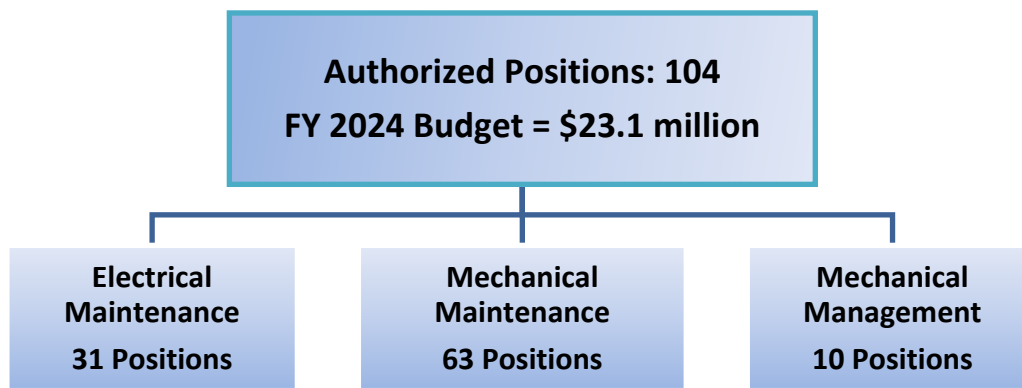 Authorized Positions: 104
FY 2024 Budget = $23.1 million
Electrical
Maintenance
31 Positions
Mechanical
Maintenance
63 Positions
Mechanical
Management
10 Positions